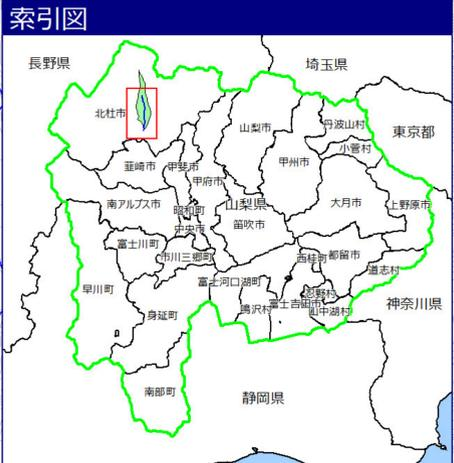 索引図
長野県
埼玉県
北杜市
山梨市
丹波山村
東京都
小菅村
韮崎市
甲斐市
甲州市
甲府市
南アルプス市
昭和町
山梨県
大月市
上野原市
中央市
笛吹市
富士川町
市川三郷町
西桂町
都留市
道志村
早川町
富士河口湖町
忍野村
神奈川県
鳴沢村
富士吉田市
山中湖村
身延町
南部町
静岡県